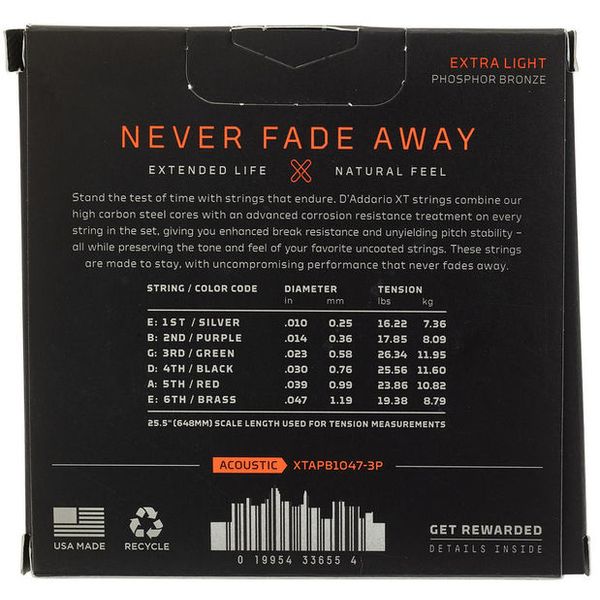 EXTRA LIGHT
PHOSPHOR BRONZE
NEVER FADE AWAY
EXTENDED LIFE NATURAL FEEL
Stand the test of time with strings that endure. D'Addario XT strings combine our
high carbon steel cores with an advanced corrosion resistance treatment on every
string in the set, giving you enhanced break resistance and unyielding pitch stability –
all while preserving the tone and feel of your favorite uncoated strings. These strings
are made to stay, with uncompromising performance that never fades away.
STRING / COLOR CODE DIAMETER TENSION
in mm lbs kg
E: 1ST / SILVER .010 0.25 16.22 7.36
B: 2ND / PURPLE .014 0.36 17.85 8.09
G: 3RD / GREEN .023 0.58 26.34 11.95
D: 4TH / BLACK .030 0.76 25.56 11.60
A: 5TH / RED .039 0.99 23.86 10.82
E: 6TH / BRASS .047 1.19 19.38 8.79
25.5" (648MM) SCALE LENGTH USED FOR TENSION MEASUREMENTS
ACOUSTIC XTAPB1047-3P
USA MADE RECYCLE
0 19954 33655 4
GET REWARDED
DETAILS INSIDE